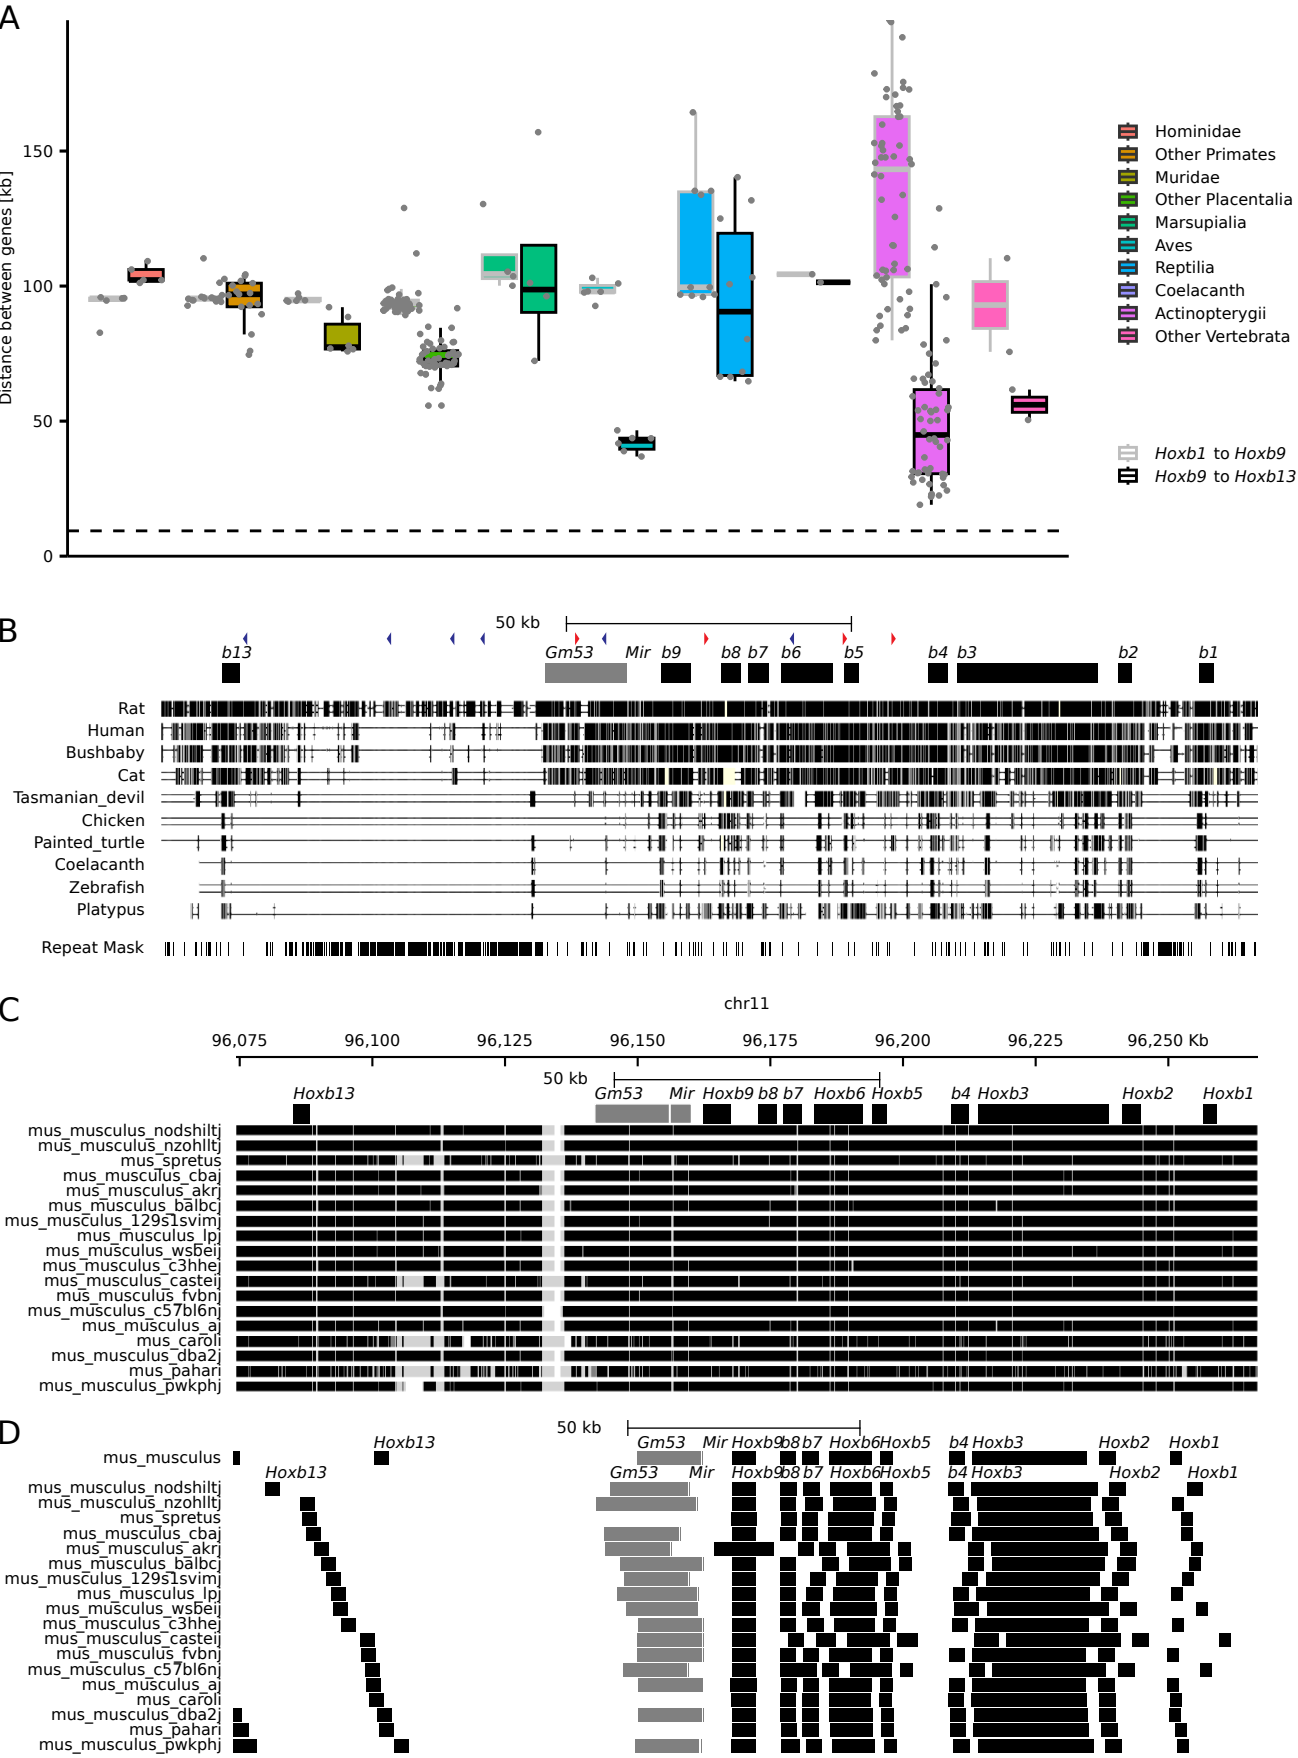 A
Distance between genes [kb]
150
100
50
0
Hominidae
Other Primates
Muridae
Other Placentalia
Marsupialia
Aves
Reptilia
Coelacanth
Actinopterygii
Other Vertebrata
Hoxb1 to Hoxb9
Hoxb9 to Hoxb13
B
50 kb
b13 Gm53 Mir b9 b8 b7 b6 b5 b4 b3 b2 b1
Rat
Human
Bushbaby
Cat
Tasmanian_devil
Chicken
Painted_turtle
Coelacanth
Zebrafish
Platypus
Repeat Mask
C
chr11
96,075 96,100 96,125 96,150 96,175 96,200 96,225 96,250 Kb
50 kb
Hoxb13 Gm53 Mir Hoxb9 b8 b7 Hoxb6 Hoxb5 b4 Hoxb3 Hoxb2 Hoxb1
mus_musculus_nodshiltj
mus_musculus_nzohlltj
mus_spretus
mus_musculus_cbaj
mus_musculus_akrj
mus_musculus_balbcj
mus_musculus_129s1svimj
mus_musculus_lpj
mus_musculus_wsbeij
mus_musculus_c3hhej
mus_musculus_casteij
mus_musculus_fvbnj
mus_musculus_c57bl6nj
mus_musculus_aj
mus_caroli
mus_musculus_dba2j
mus_pahari
mus_musculus_pwkphj
D
50 kb
Hoxb13 Gm53 Mir Hoxb9 b8 b7 Hoxb6 Hoxb5 b4 Hoxb3 Hoxb2 Hoxb1
mus_musculus
Hoxb13 Gm53 Mir Hoxb9 b8 b7 Hoxb6 Hoxb5 b4 Hoxb3 Hoxb2 Hoxb1
mus_musculus_nodshiltj
mus_musculus_nzohlltj
mus_spretus
mus_musculus_cbaj
mus_musculus_akrj
mus_musculus_balbcj
mus_musculus_129s1svimj
mus_musculus_lpj
mus_musculus_wsbeij
mus_musculus_c3hhej
mus_musculus_casteij
mus_musculus_fvbnj
mus_musculus_c57bl6nj
mus_musculus_aj
mus_caroli
mus_musculus_dba2j
mus_pahari
mus_musculus_pwkphj